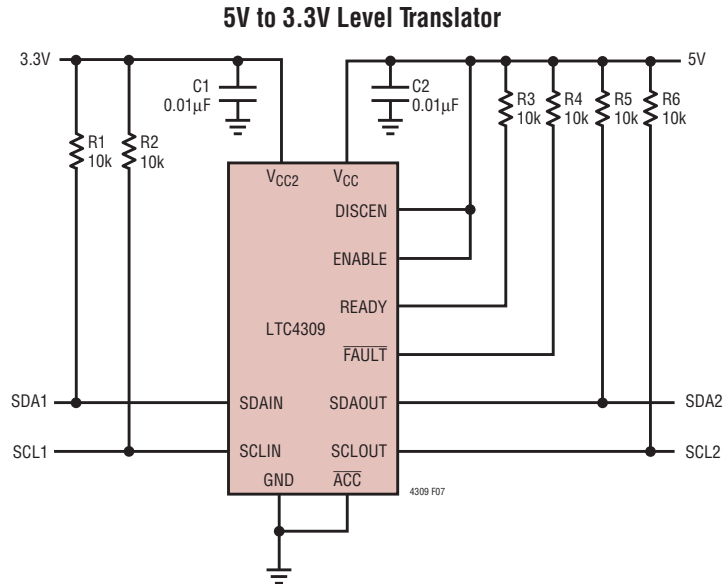 5V to 3.3V Level Translator
3.3V
5V
C1
0.01µF
C2
0.01µF
R1
10k
R2
10k
R3
10k
R4
10k
R5
10k
R6
10k
VCC2
VCC
DISCEN
ENABLE
READY
LTC4309
FAULT
SDA1
SDAIN
SDAOUT
SDA2
SCL1
SCLIN
SCLOUT
SCL2
GND
ACC
4309 F07